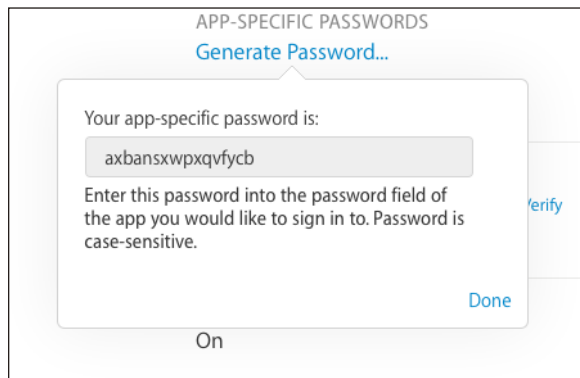 APP-SPECIFIC PASSWORDS
Generate Password...
Your app-specific password is:
axbansxwpxqvfycb
Enter this password into the password field of
the app you would like to sign in to. Password is
case-sensitive.
Verify
Done
On